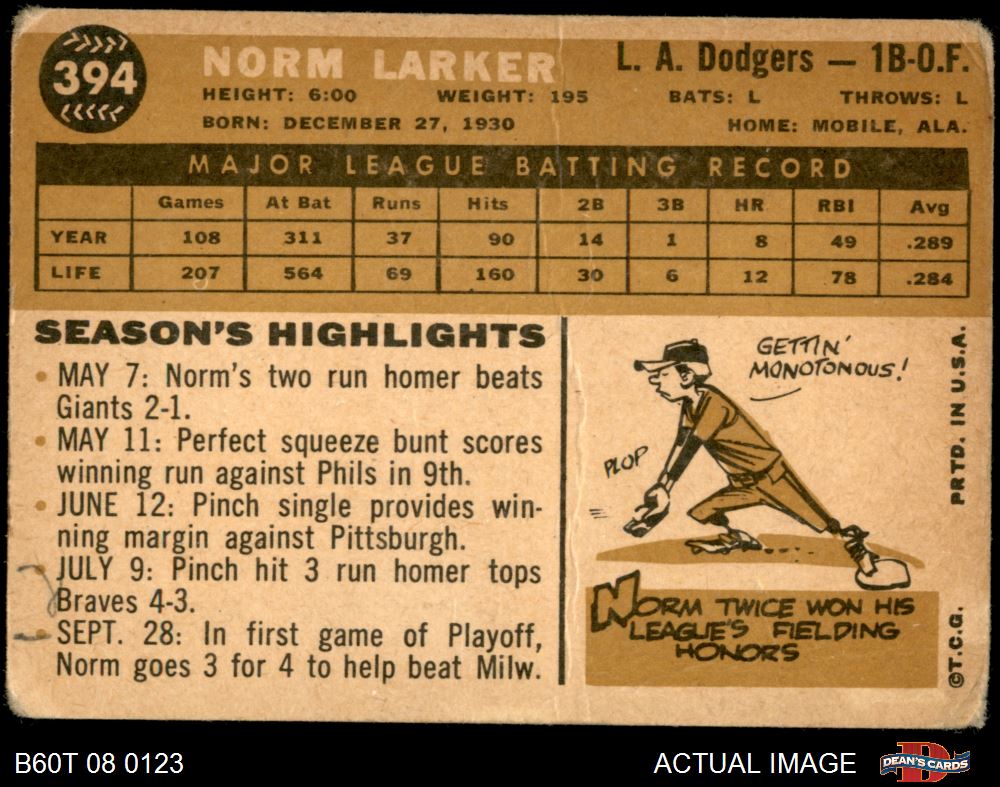 394
NORM LARKER
L. A. Dodgers — 1B-O.F.
HEIGHT: 6:00 WEIGHT: 195 BATS: L THROWS: L
BORN: DECEMBER 27, 1930 HOME: MOBILE, ALA.
MAJOR LEAGUE BATTING RECORD
Games At Bat Runs Hits 2B 3B HR RBI Avg
YEAR 108 311 37 90 14 1 8 49 .289
LIFE 207 564 69 160 30 6 12 78 .284
SEASON'S HIGHLIGHTS
• MAY 7: Norm's two run homer beats
Giants 2-1.
• MAY 11: Perfect squeeze bunt scores
winning run against Phils in 9th.
• JUNE 12: Pinch single provides win-
ning margin against Pittsburgh.
• JULY 9: Pinch hit 3 run homer tops
Braves 4-3.
• SEPT. 28: In first game of Playoff,
Norm goes 3 for 4 to help beat Milw.
GETTIN'
MONOTONOUS!
PLOP
NORM TWICE WON HIS
LEAGUE'S FIELDING
HONORS
PRTD. IN U.S.A.
©T.C.G.
B60T 08 0123
ACTUAL IMAGE
D
DEAN'S CARDS